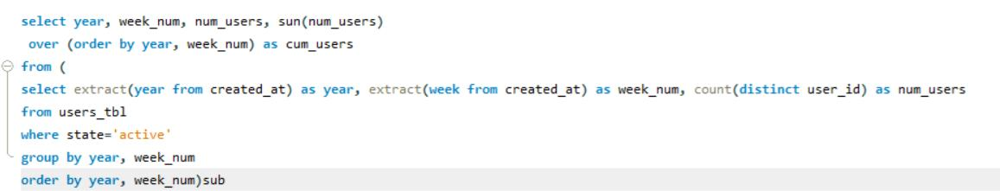 select year, week_num, num_users, sun(num_users)
over (order by year, week_num) as cum_users
from (
select extract(year from created_at) as year, extract(week from created_at) as week_num, count(distinct user_id) as num_users
from users_tbl
where state='active'
group by year, week_num
order by year, week_num)sub